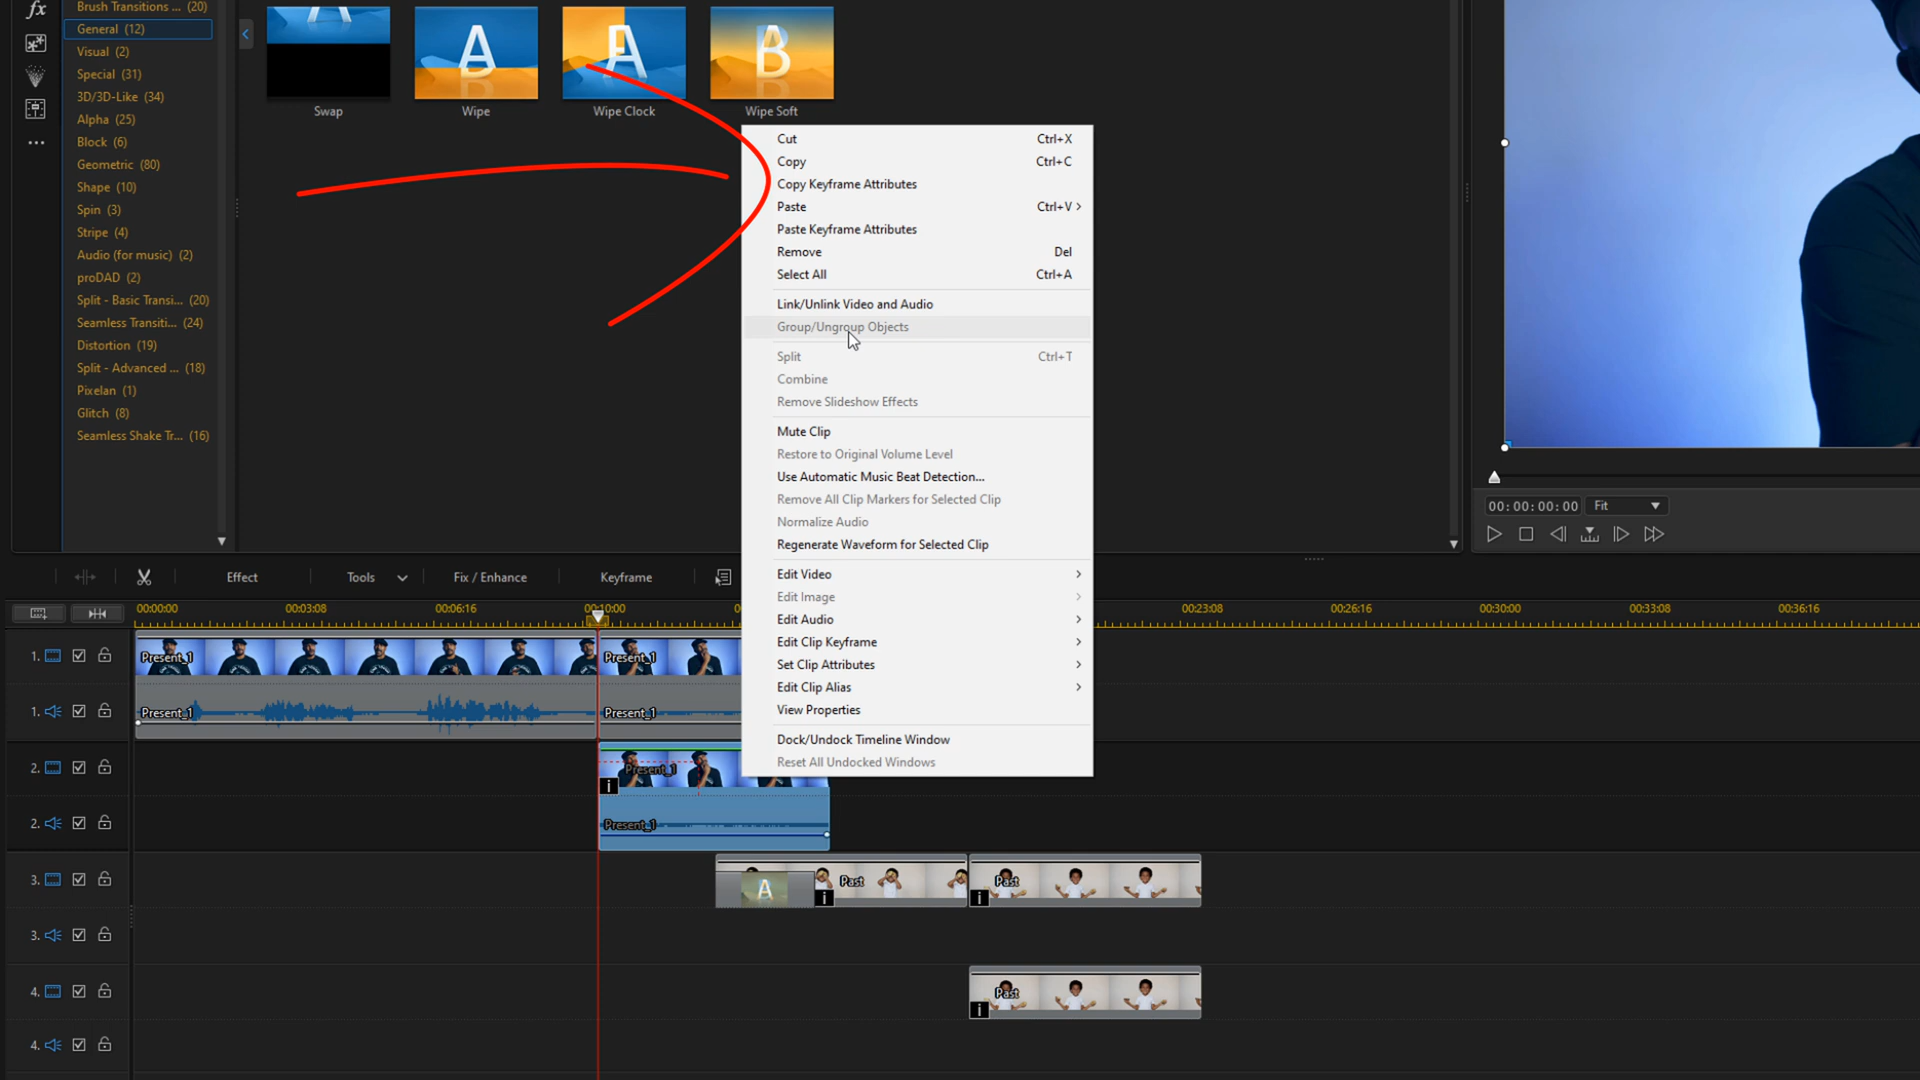 fx
Brush Transitions ... (20)
General (12)
Visual (2)
Special (31)
3D/3D-Like (34)
Alpha (25)
Block (6)
Geometric (80)
Shape (10)
Spin (3)
Stripe (4)
Audio (for music) (2)
proDAD (2)
Split - Basic Transi... (20)
Seamless Transiti... (24)
Distortion (19)
Split - Advanced ... (18)
Pixelan (1)
Glitch (8)
Seamless Shake Tr... (16)
Swap
Wipe
Wipe Clock
Wipe Soft
Cut Ctrl+X
Copy Ctrl+C
Copy Keyframe Attributes
Paste Ctrl+V
Paste Keyframe Attributes
Remove Del
Select All Ctrl+A
Link/Unlink Video and Audio
Group/Ungroup Objects
Split Ctrl+T
Combine
Remove Slideshow Effects
Mute Clip
Restore to Original Volume Level
Use Automatic Music Beat Detection...
Remove All Clip Markers for Selected Clip
Normalize Audio
Regenerate Waveform for Selected Clip
Edit Video
Edit Image
Edit Audio
Edit Clip Keyframe
Set Clip Attributes
Edit Clip Alias
View Properties
Dock/Undock Timeline Window
Reset All Undocked Windows
00:00:00:00 Fit
Effect Tools Fix / Enhance Keyframe
00:00:00 00:03:08 00:06:16 00:10:00 00:23:08 00:26:16 00:30:00 00:33:08 00:36:16
1. Present_1 Present_1
1. Present_1 Present_1
2. Present_1
i
2. Present_1
3. A i Past i Past
3.
4. i Past
4.